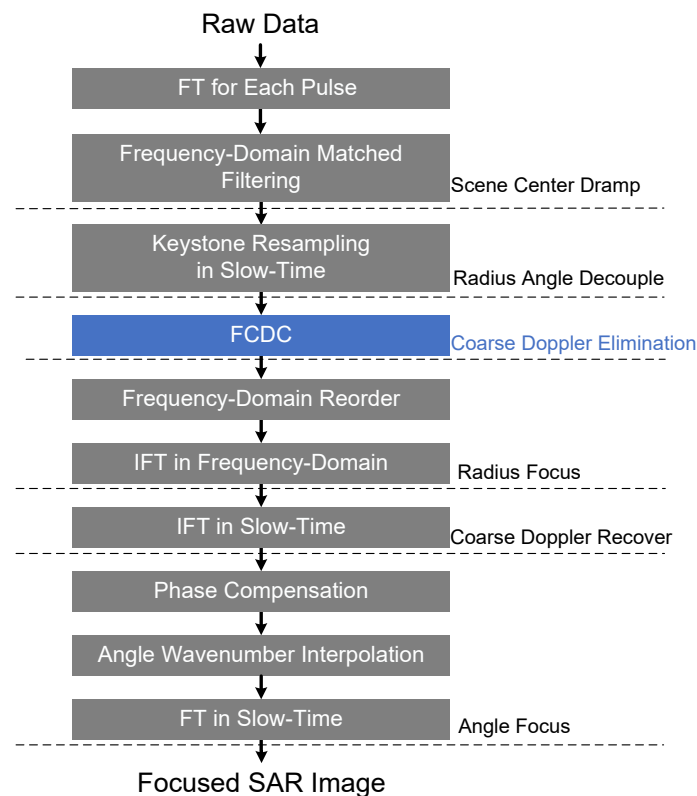 Raw Data
FT for Each Pulse
Frequency-Domain Matched
Filtering
Scene Center Dramp
Keystone Resampling
in Slow-Time
Radius Angle Decouple
FCDC
Coarse Doppler Elimination
Frequency-Domain Reorder
IFT in Frequency-Domain
Radius Focus
IFT in Slow-Time
Coarse Doppler Recover
Phase Compensation
Angle Wavenumber Interpolation
FT in Slow-Time
Angle Focus
Focused SAR Image